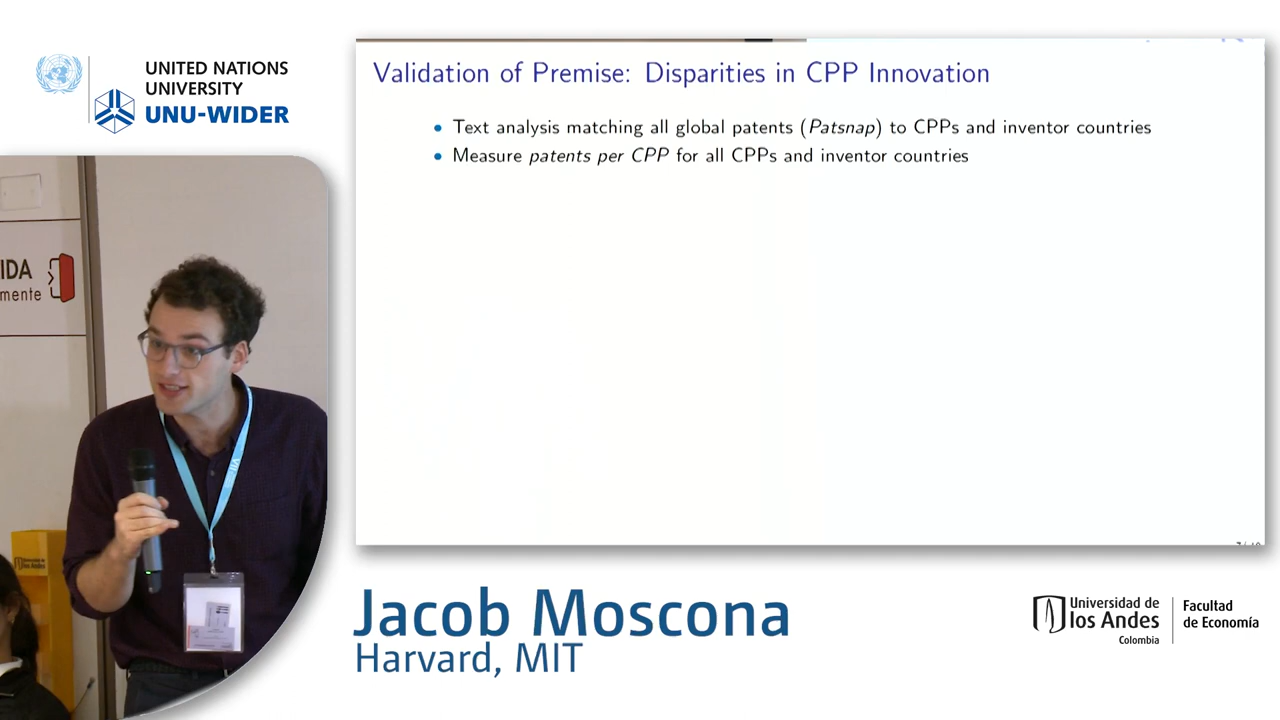 UNITED NATIONS
UNIVERSITY
UNU-WIDER
IDA
mente
Validation of Premise: Disparities in CPP Innovation
Text analysis matching all global patents (Patsnap) to CPPs and inventor countries
Measure patents per CPP for all CPPs and inventor countries
Jacob Moscona
Harvard, MIT
Universidad de
los Andes
Colombia
Facultad
de Economía